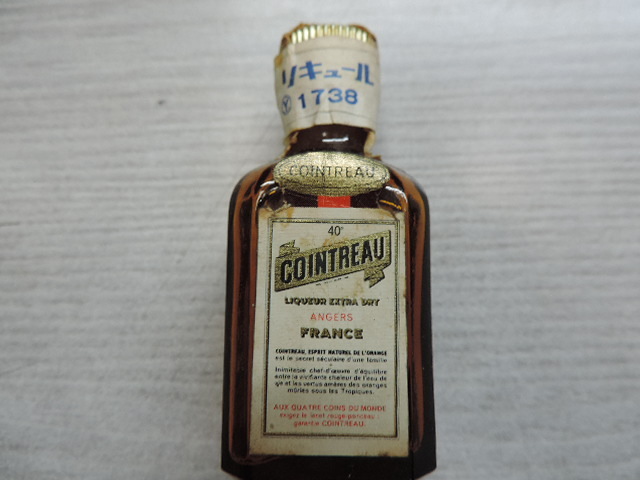 リキュール
Ⓨ 1738
COINTREAU
40°
COINTREAU
LIQUEUR EXTRA DRY
ANGERS
FRANCE
COINTREAU, ESPRIT NATUREL DE L'ORANGE
est le secret séculaire d'une famille
Inimitable chef-d'œuvre d'équilibre
entre la vivifiante chaleur de l'eau de
vie et les vertus amères des oranges
mûries sous les Tropiques.
AUX QUATRE COINS DU MONDE
exigez le liseré rouge-ponceau:
garantie COINTREAU.